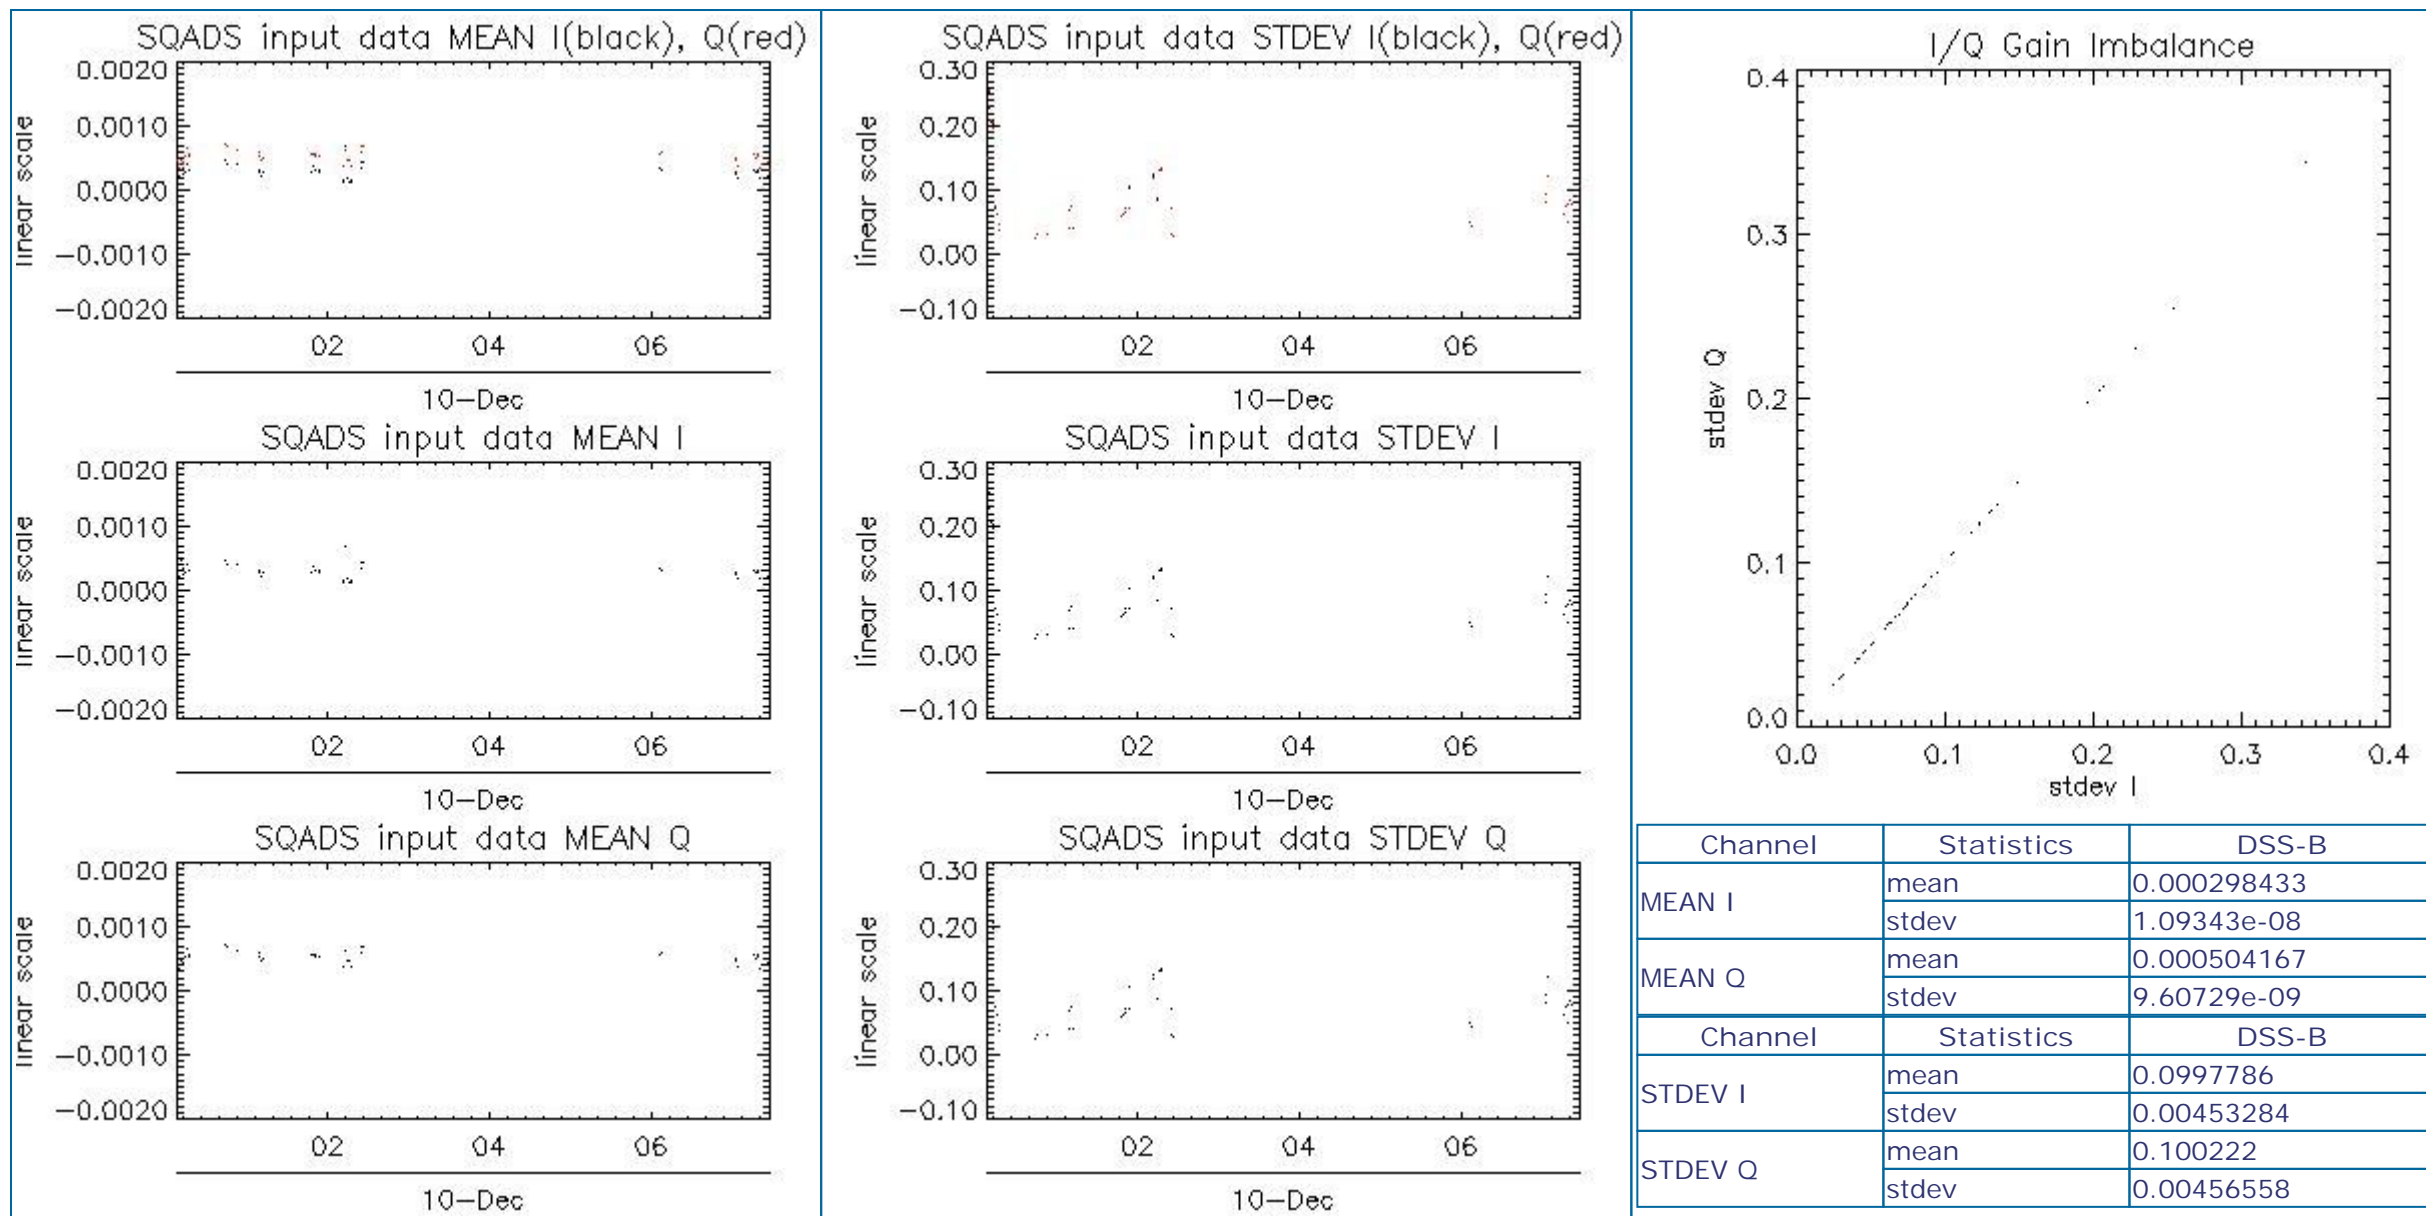 SQADS input data MEAN I(black), Q(red)
0.0020
0.0010
0.0000
−0.0010
−0.0020
linear scale
02 04 06
10−Dec
SQADS input data MEAN I
0.0020
0.0010
0.0000
−0.0010
−0.0020
linear scale
02 04 06
10−Dec
SQADS input data MEAN Q
0.0020
0.0010
0.0000
−0.0010
−0.0020
linear scale
02 04 06
10−Dec
SQADS input data STDEV I(black), Q(red)
0.30
0.20
0.10
0.00
−0.10
linear scale
02 04 06
10−Dec
SQADS input data STDEV I
0.30
0.20
0.10
0.00
−0.10
linear scale
02 04 06
10−Dec
SQADS input data STDEV Q
0.30
0.20
0.10
0.00
−0.10
linear scale
02 04 06
10−Dec
I/Q Gain Imbalance
0.4
0.3
0.2
0.1
0.0
stdev Q
0.0 0.1 0.2 0.3 0.4
stdev I
Channel Statistics DSS-B
MEAN I mean 0.000298433
stdev 1.09343e-08
MEAN Q mean 0.000504167
stdev 9.60729e-09
Channel Statistics DSS-B
STDEV I mean 0.0997786
stdev 0.00453284
STDEV Q mean 0.100222
stdev 0.00456558